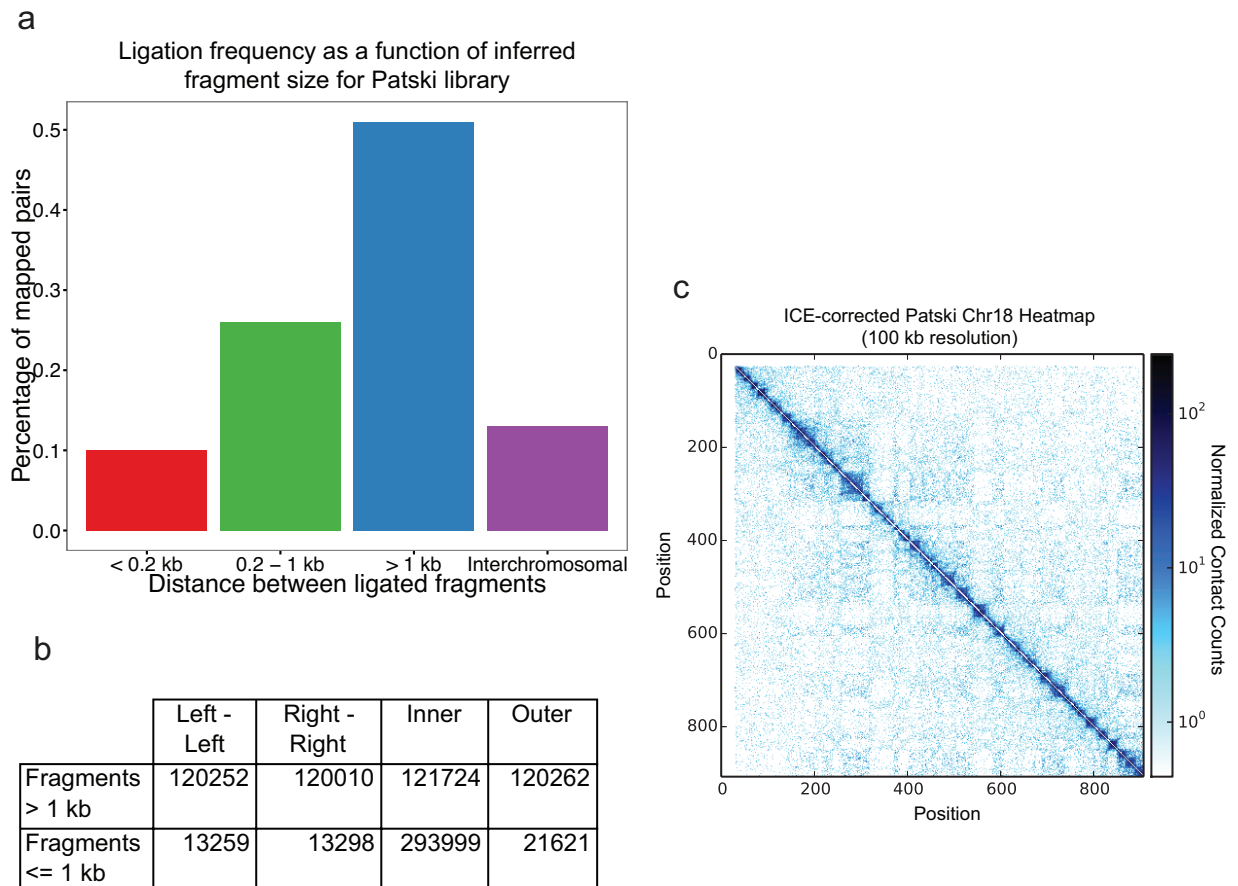 a
Ligation frequency as a function of inferred
fragment size for Patski library
Percentage of mapped pairs
0.5
0.4
0.3
0.2
0.1
0.0
< 0.2 kb 0.2 – 1 kb > 1 kb Interchromosomal
Distance between ligated fragments
b
Left - Left Right - Right Inner Outer
Fragments > 1 kb 120252 120010 121724 120262
Fragments <= 1 kb 13259 13298 293999 21621
c
ICE-corrected Patski Chr18 Heatmap
(100 kb resolution)
Position
0
200
400
600
800
0 200 400 600 800
Position
10²
10¹
10⁰
Normalized Contact Counts